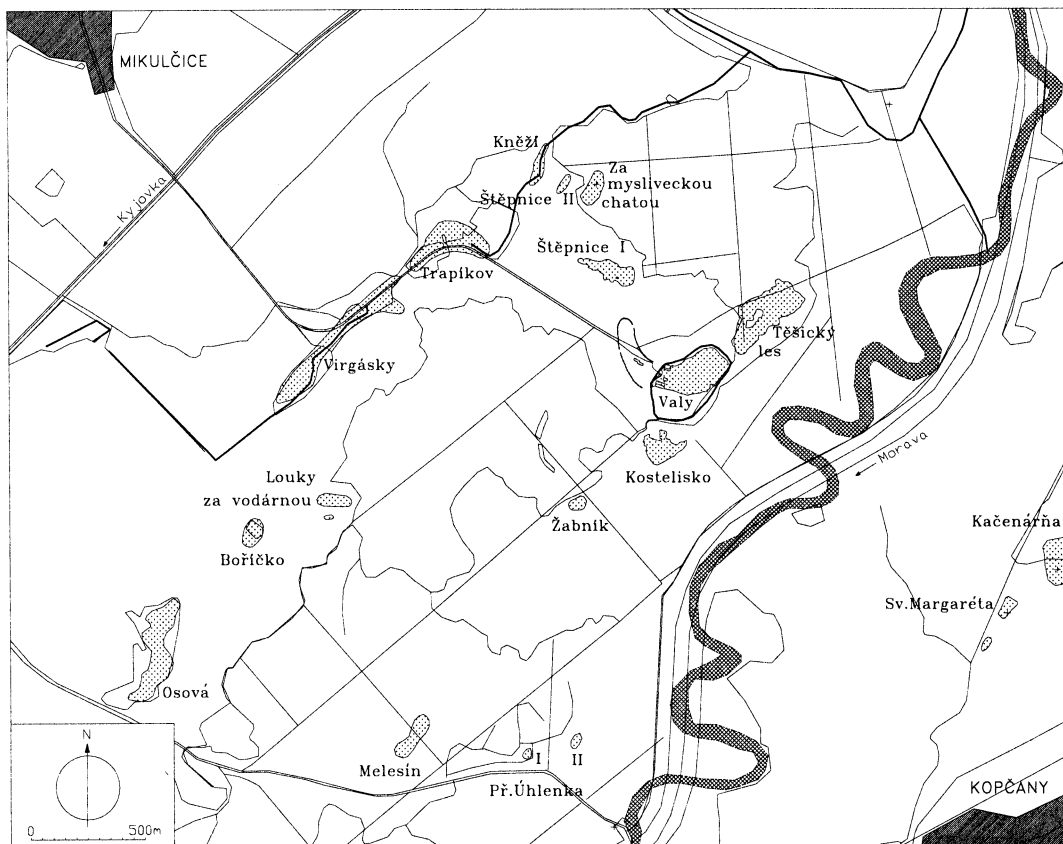 MIKULČICE
Kyjovka
Kněží
Štěpnice II
Za
mysliveckou
chatou
Štěpnice I
Trapíkov
Těšický
les
Virgásky
Valy
Morava
Kostelisko
Louky
za vodárnou
Žabník
Kačenárňa
Boříčko
Sv.Margaréta
Osová
N
I
II
Melesín
Př.Úhlenka
KOPČANY
0 500m